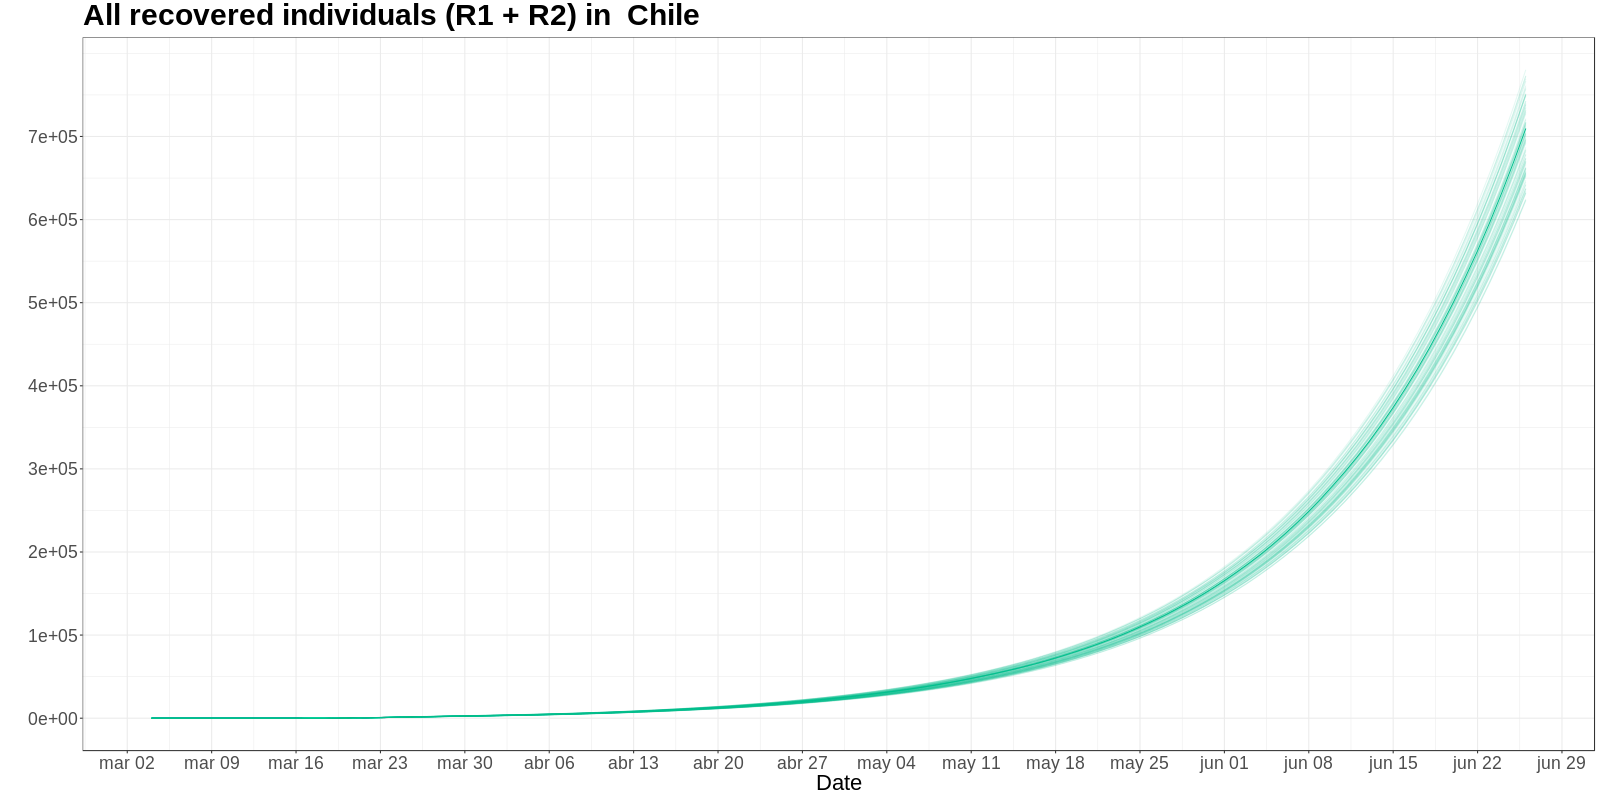 All recovered individuals (R1 + R2) in  Chile
7e+05
6e+05
5e+05
4e+05
3e+05
2e+05
1e+05
0e+00
mar 02 mar 09 mar 16 mar 23 mar 30 abr 06 abr 13 abr 20 abr 27 may 04 may 11 may 18 may 25 jun 01 jun 08 jun 15 jun 22 jun 29
Date